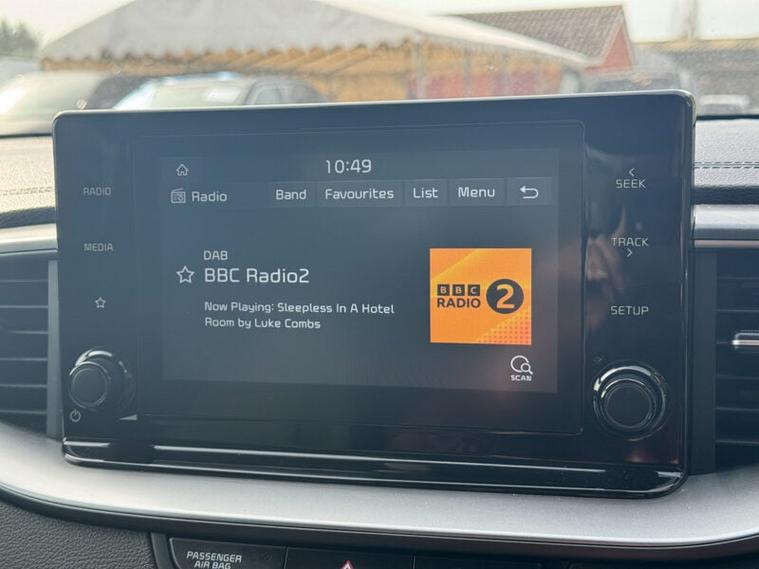 10:49
RADIO
Radio
Band
Favourites
List
Menu
SEEK
MEDIA
TRACK
DAB
BBC Radio2
BBC
RADIO 2
Now Playing: Sleepless In A Hotel
Room by Luke Combs
SETUP
SCAN
PASSENGER
AIR BAG